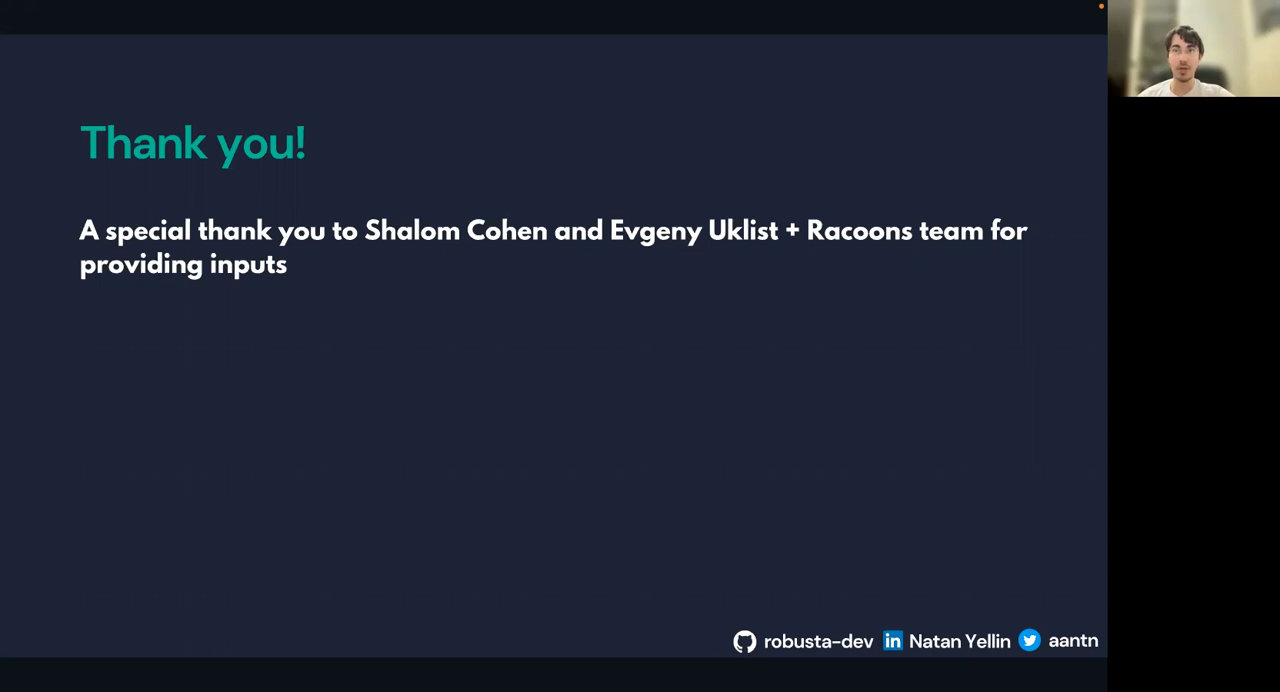 Thank you!
A special thank you to Shalom Cohen and Evgeny Uklist + Racoons team for
providing inputs
robusta-dev in Natan Yellin aantn